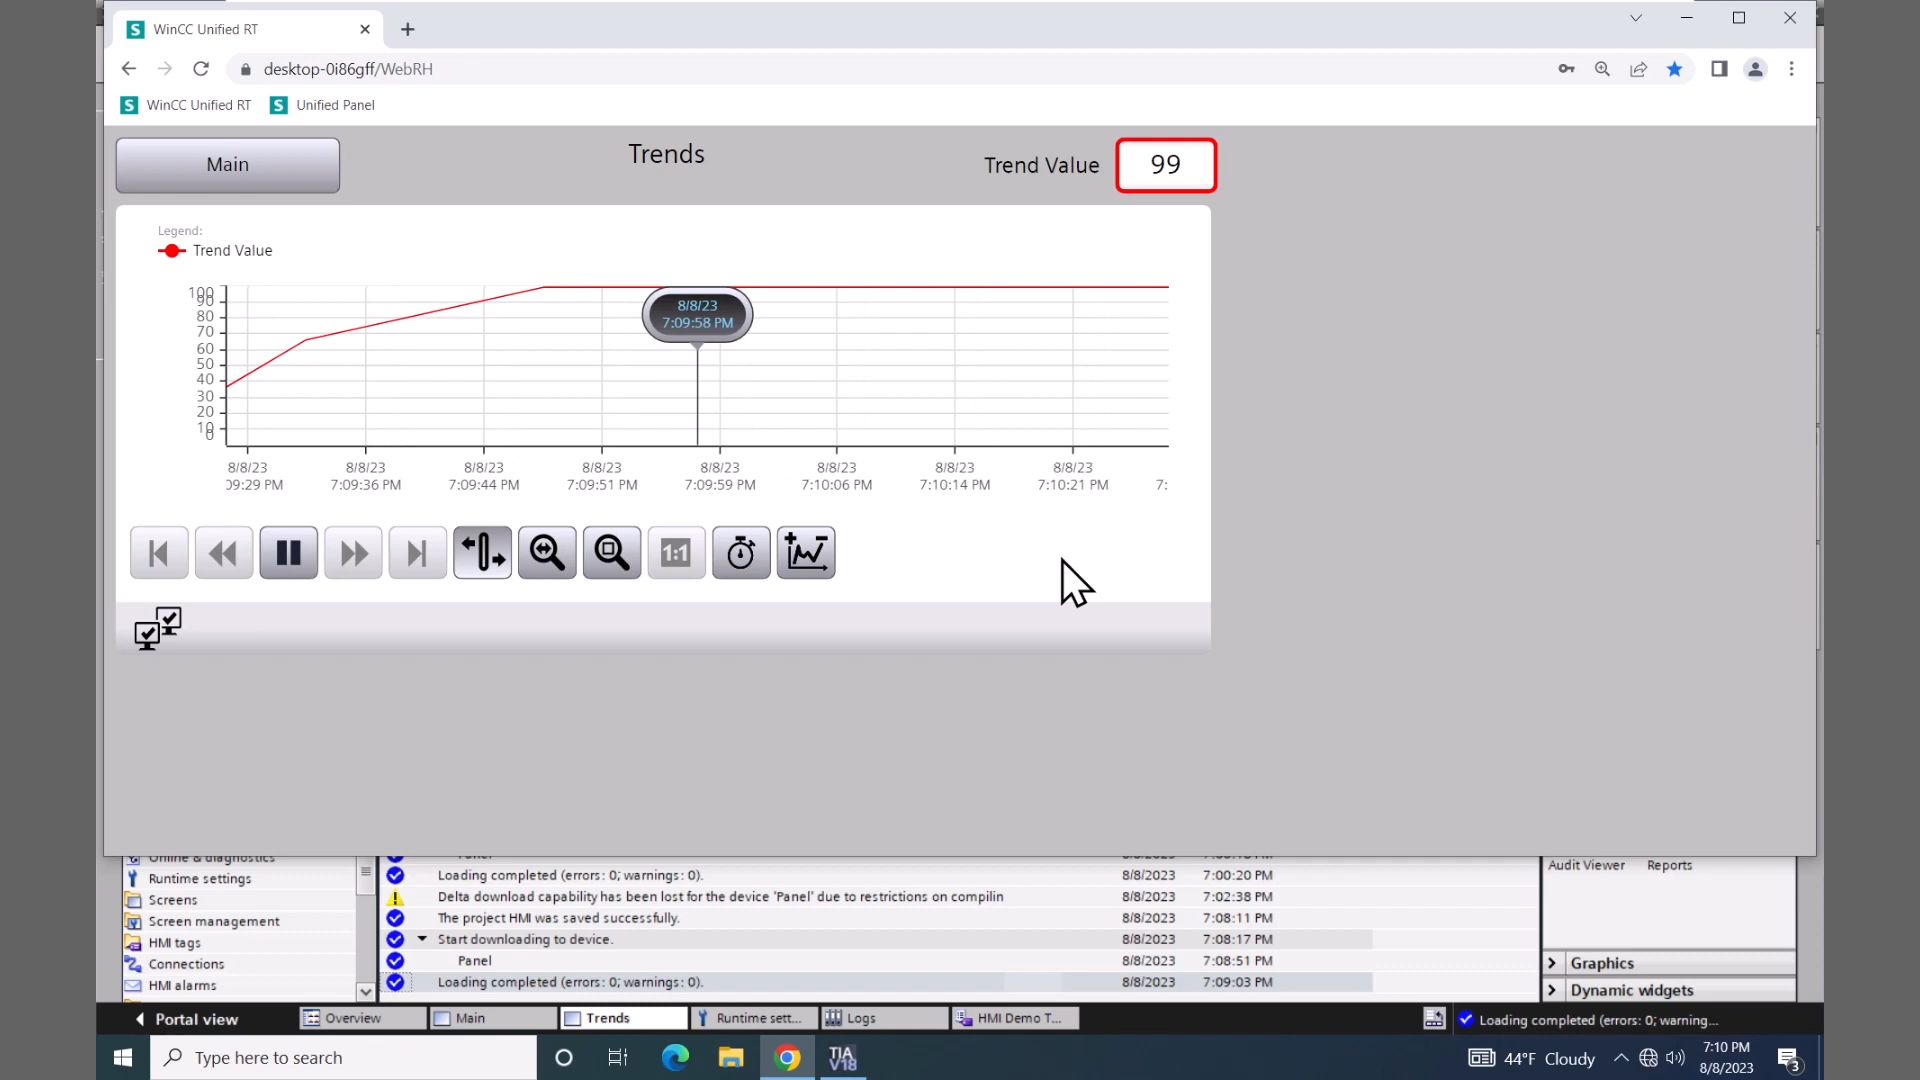 WinCC Unified RT
desktop-0i86gff/WebRH
WinCC Unified RT
Unified Panel
Main
Trends
Trend Value
99
Legend:
Trend Value
100
90
80
70
60
50
40
30
20
10
0
8/8/23
7:09:58 PM
8/8/23 8/8/23 8/8/23 8/8/23 8/8/23 8/8/23 8/8/23 8/8/23
09:29 PM 7:09:36 PM 7:09:44 PM 7:09:51 PM 7:09:59 PM 7:10:06 PM 7:10:14 PM 7:10:21 PM 7:
1:1
Online & diagnostics
Runtime settings
Screens
Screen management
HMI tags
Connections
HMI alarms
Loading completed (errors: 0; warnings: 0). 8/8/2023 7:00:20 PM
Delta download capability has been lost for the device 'Panel' due to restrictions on compilin 8/8/2023 7:02:38 PM
The project HMI was saved successfully. 8/8/2023 7:08:11 PM
Start downloading to device. 8/8/2023 7:08:17 PM
Panel 8/8/2023 7:08:51 PM
Loading completed (errors: 0; warnings: 0). 8/8/2023 7:09:03 PM
Audit Viewer Reports
Graphics
Dynamic widgets
Portal view
Overview
Main
Trends
Runtime sett...
Logs
HMI Demo T...
Loading completed (errors: 0; warning...
Type here to search
TIA
V18
44°F Cloudy
7:10 PM
8/8/2023
3